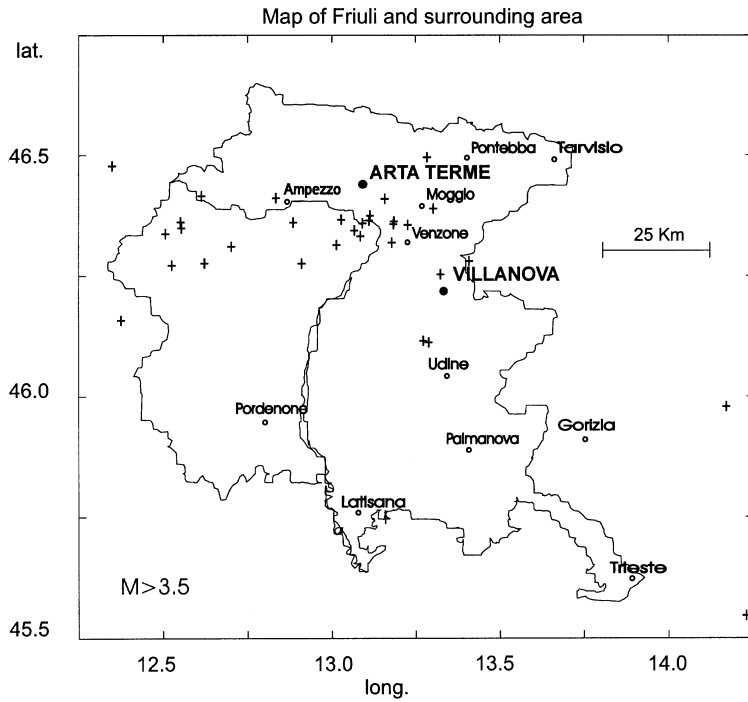 Map of Friuli and surrounding area
lat.
46.5
46.0
45.5
Pontebba
Tarvisio
ARTA TERME
Ampezzo
Moggio
Venzone
25 Km
VILLANOVA
Udine
Pordenone
Gorizia
Palmanova
Latisana
Trieste
M>3.5
12.5
13.0
13.5
14.0
long.